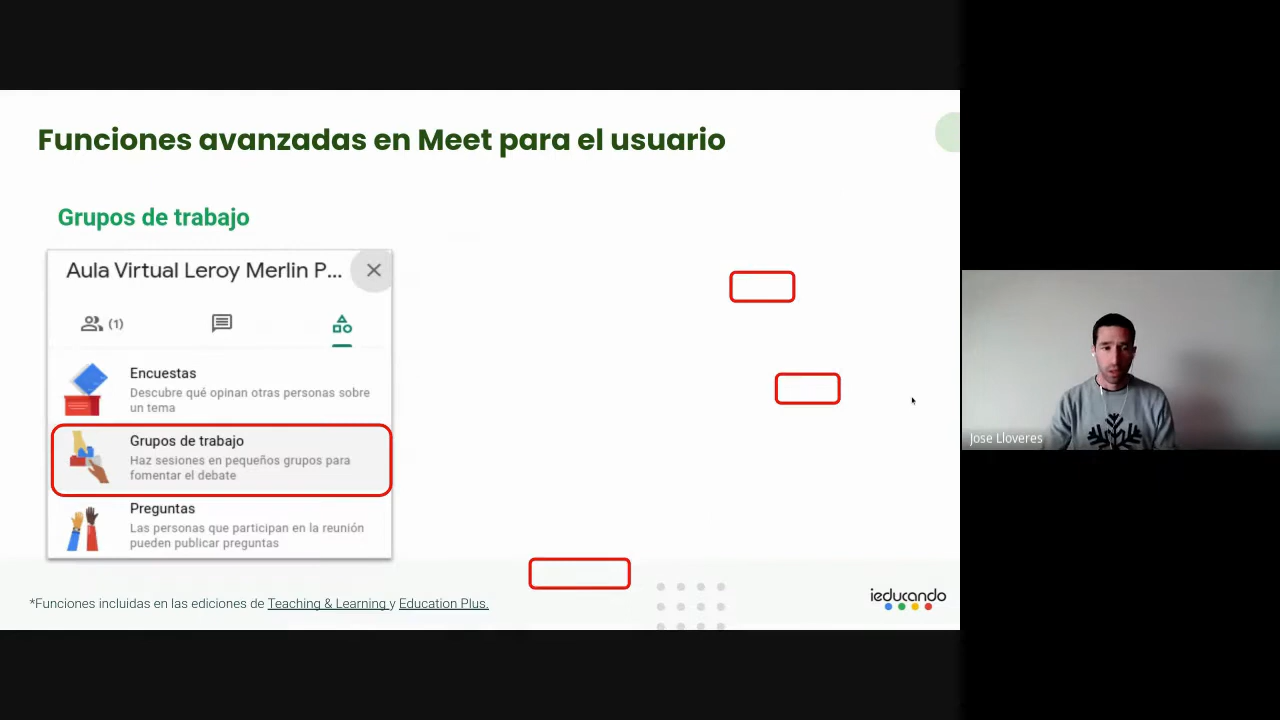 Funciones avanzadas en Meet para el usuario
Grupos de trabajo
Aula Virtual Leroy Merlin P...
(1)
Encuestas
Descubre qué opinan otras personas sobre
un tema
Grupos de trabajo
Haz sesiones en pequeños grupos para
fomentar el debate
Preguntas
Las personas que participan en la reunión
pueden publicar preguntas
*Funciones incluidas en las ediciones de Teaching & Learning y Education Plus.
ieducando
Jose Lloveres